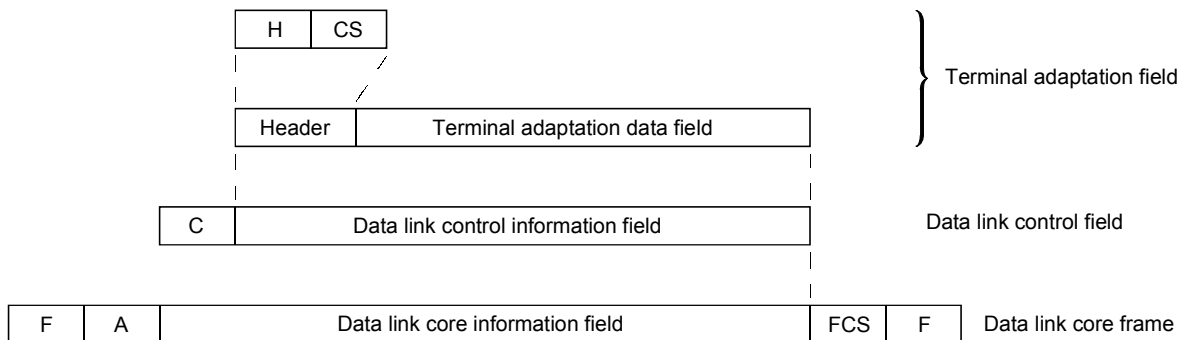 H CS
Terminal adaptation field
Header Terminal adaptation data field
C Data link control information field Data link control field
F A Data link core information field FCS F Data link core frame